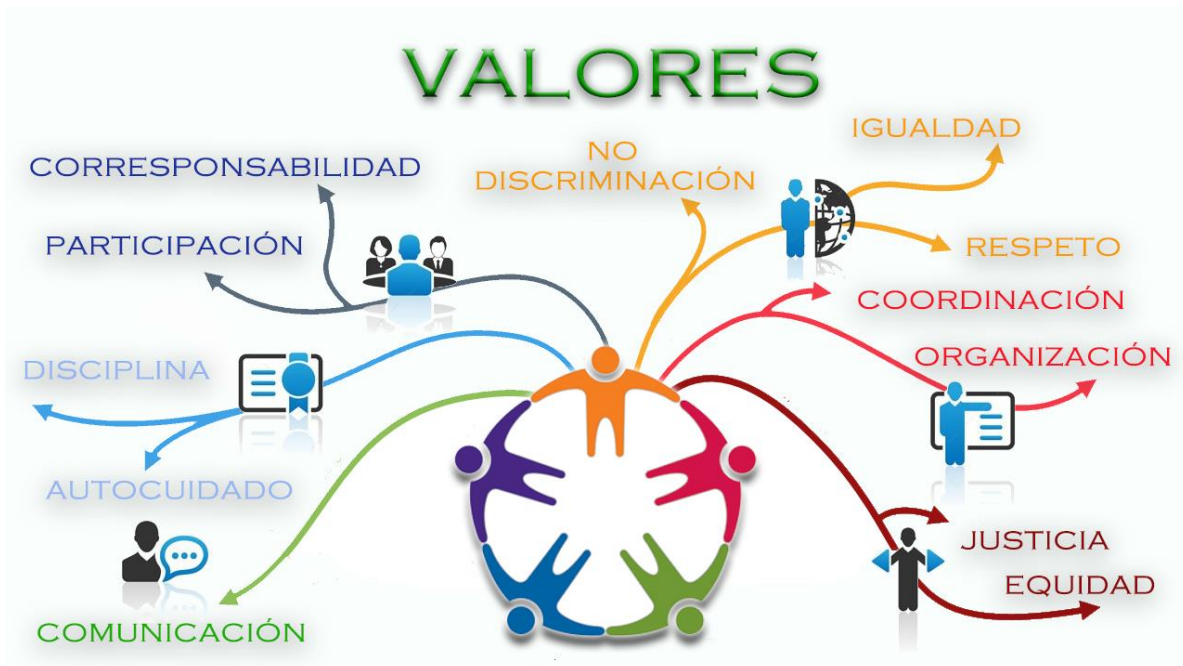 VALORES
CORRESPONSABILIDAD
PARTICIPACIÓN
DISCIPLINA
AUTOCUIDADO
COMUNICACIÓN
NO
DISCRIMINACIÓN
IGUALDAD
RESPETO
COORDINACIÓN
ORGANIZACIÓN
JUSTICIA
EQUIDAD